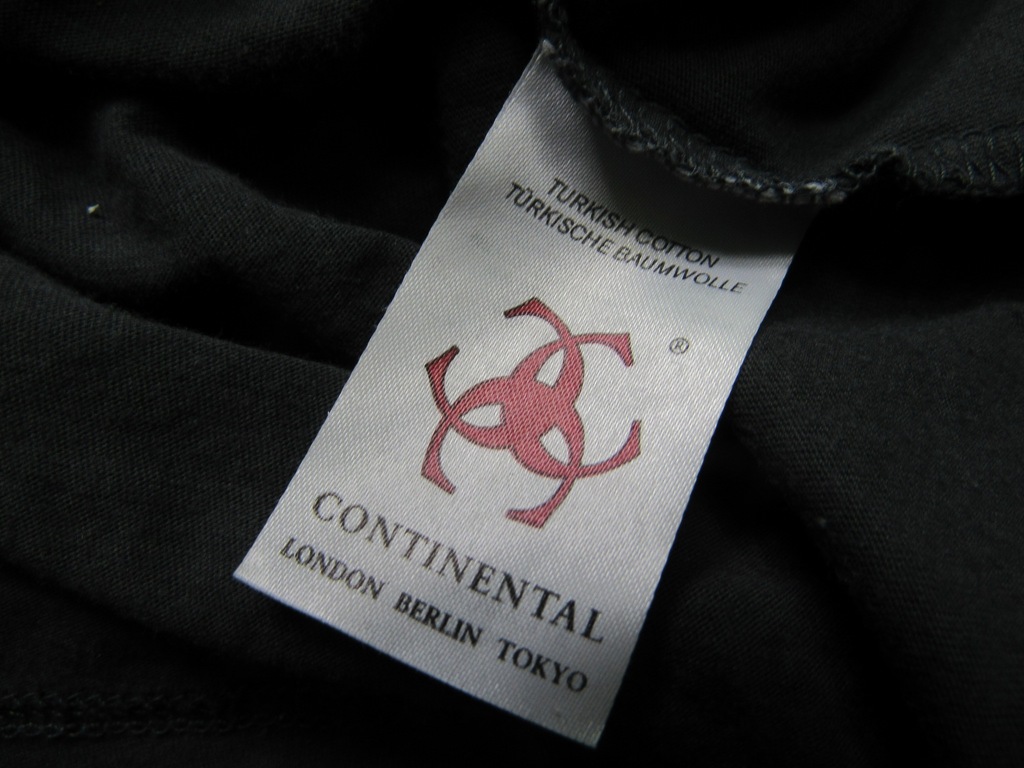 TURKISH COTTON
TÜRKISCHE BAUMWOLLE
®
CONTINENTAL
LONDON BERLIN TOKYO